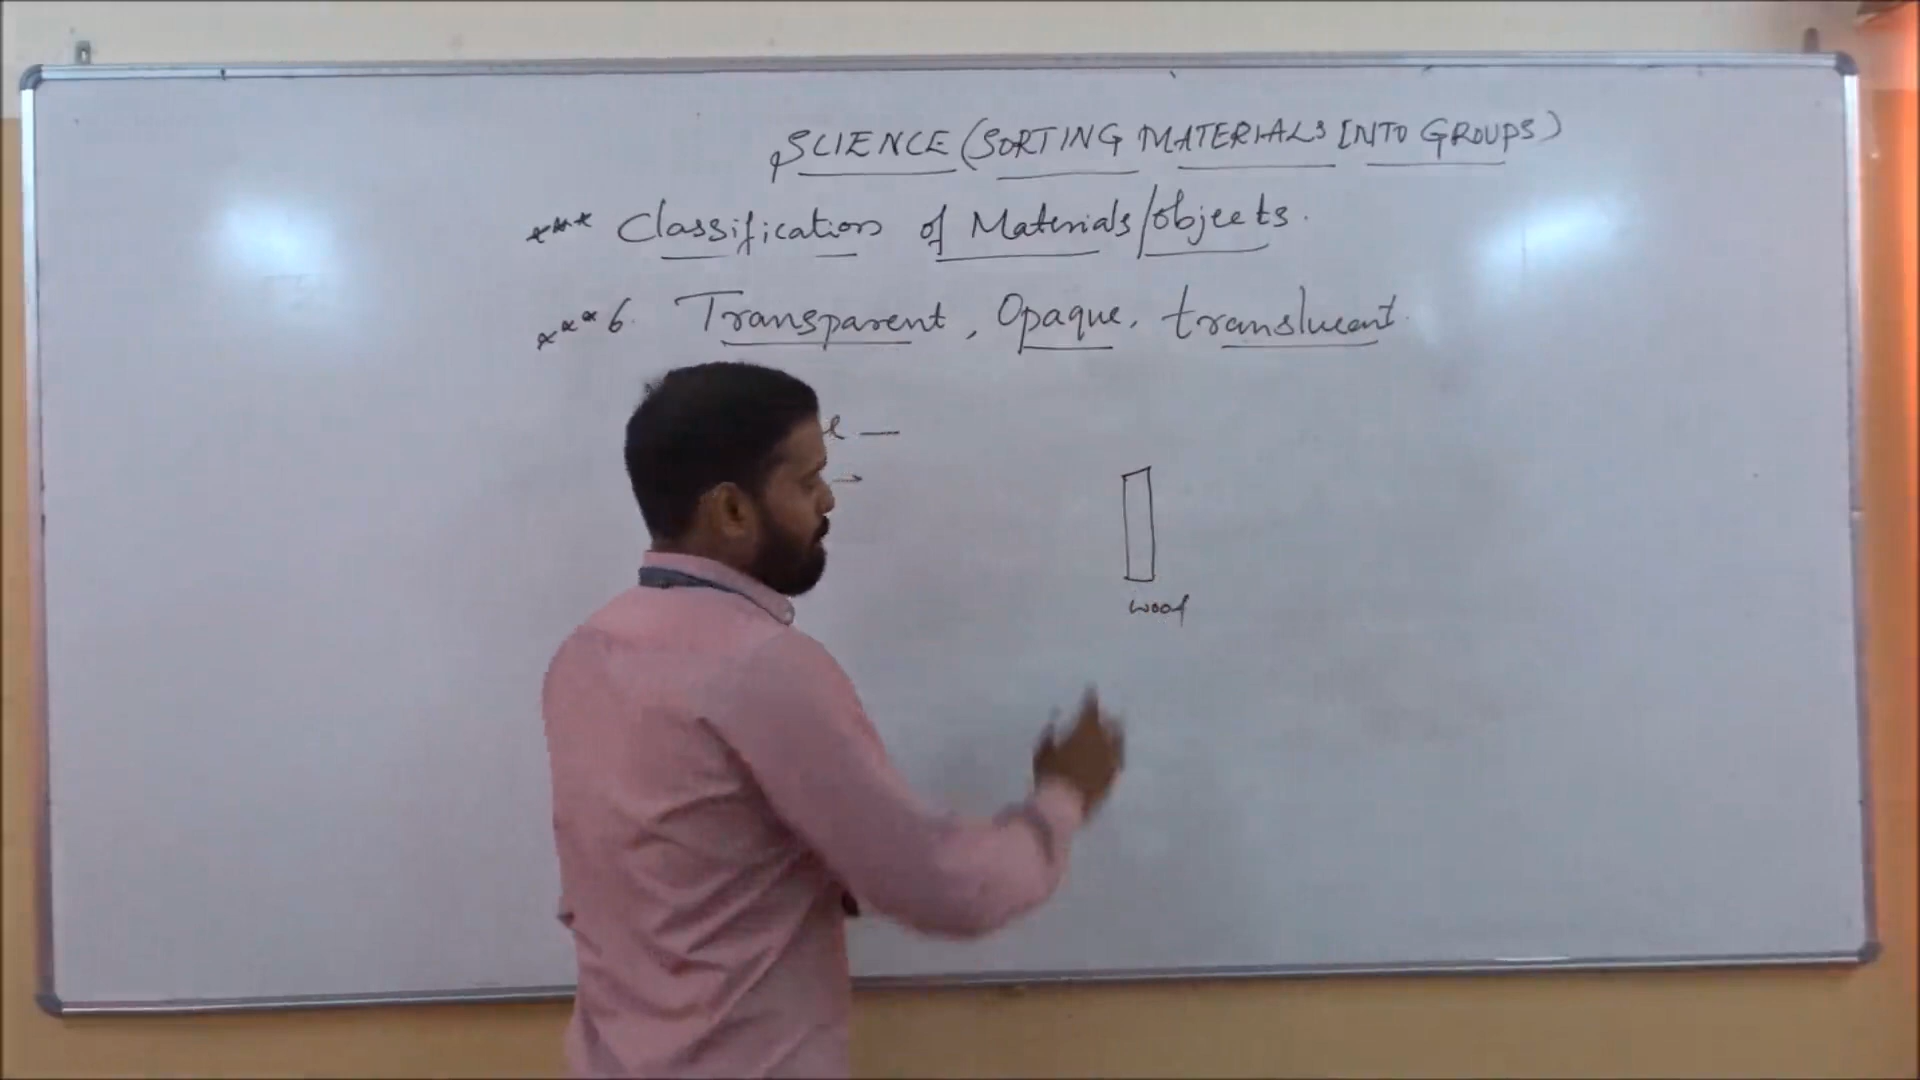 SCIENCE (SORTING MATERIALS INTO GROUPS)
*** Classification of Materials/objects.
*** 6. Transparent, Opaque, translucent.
wood